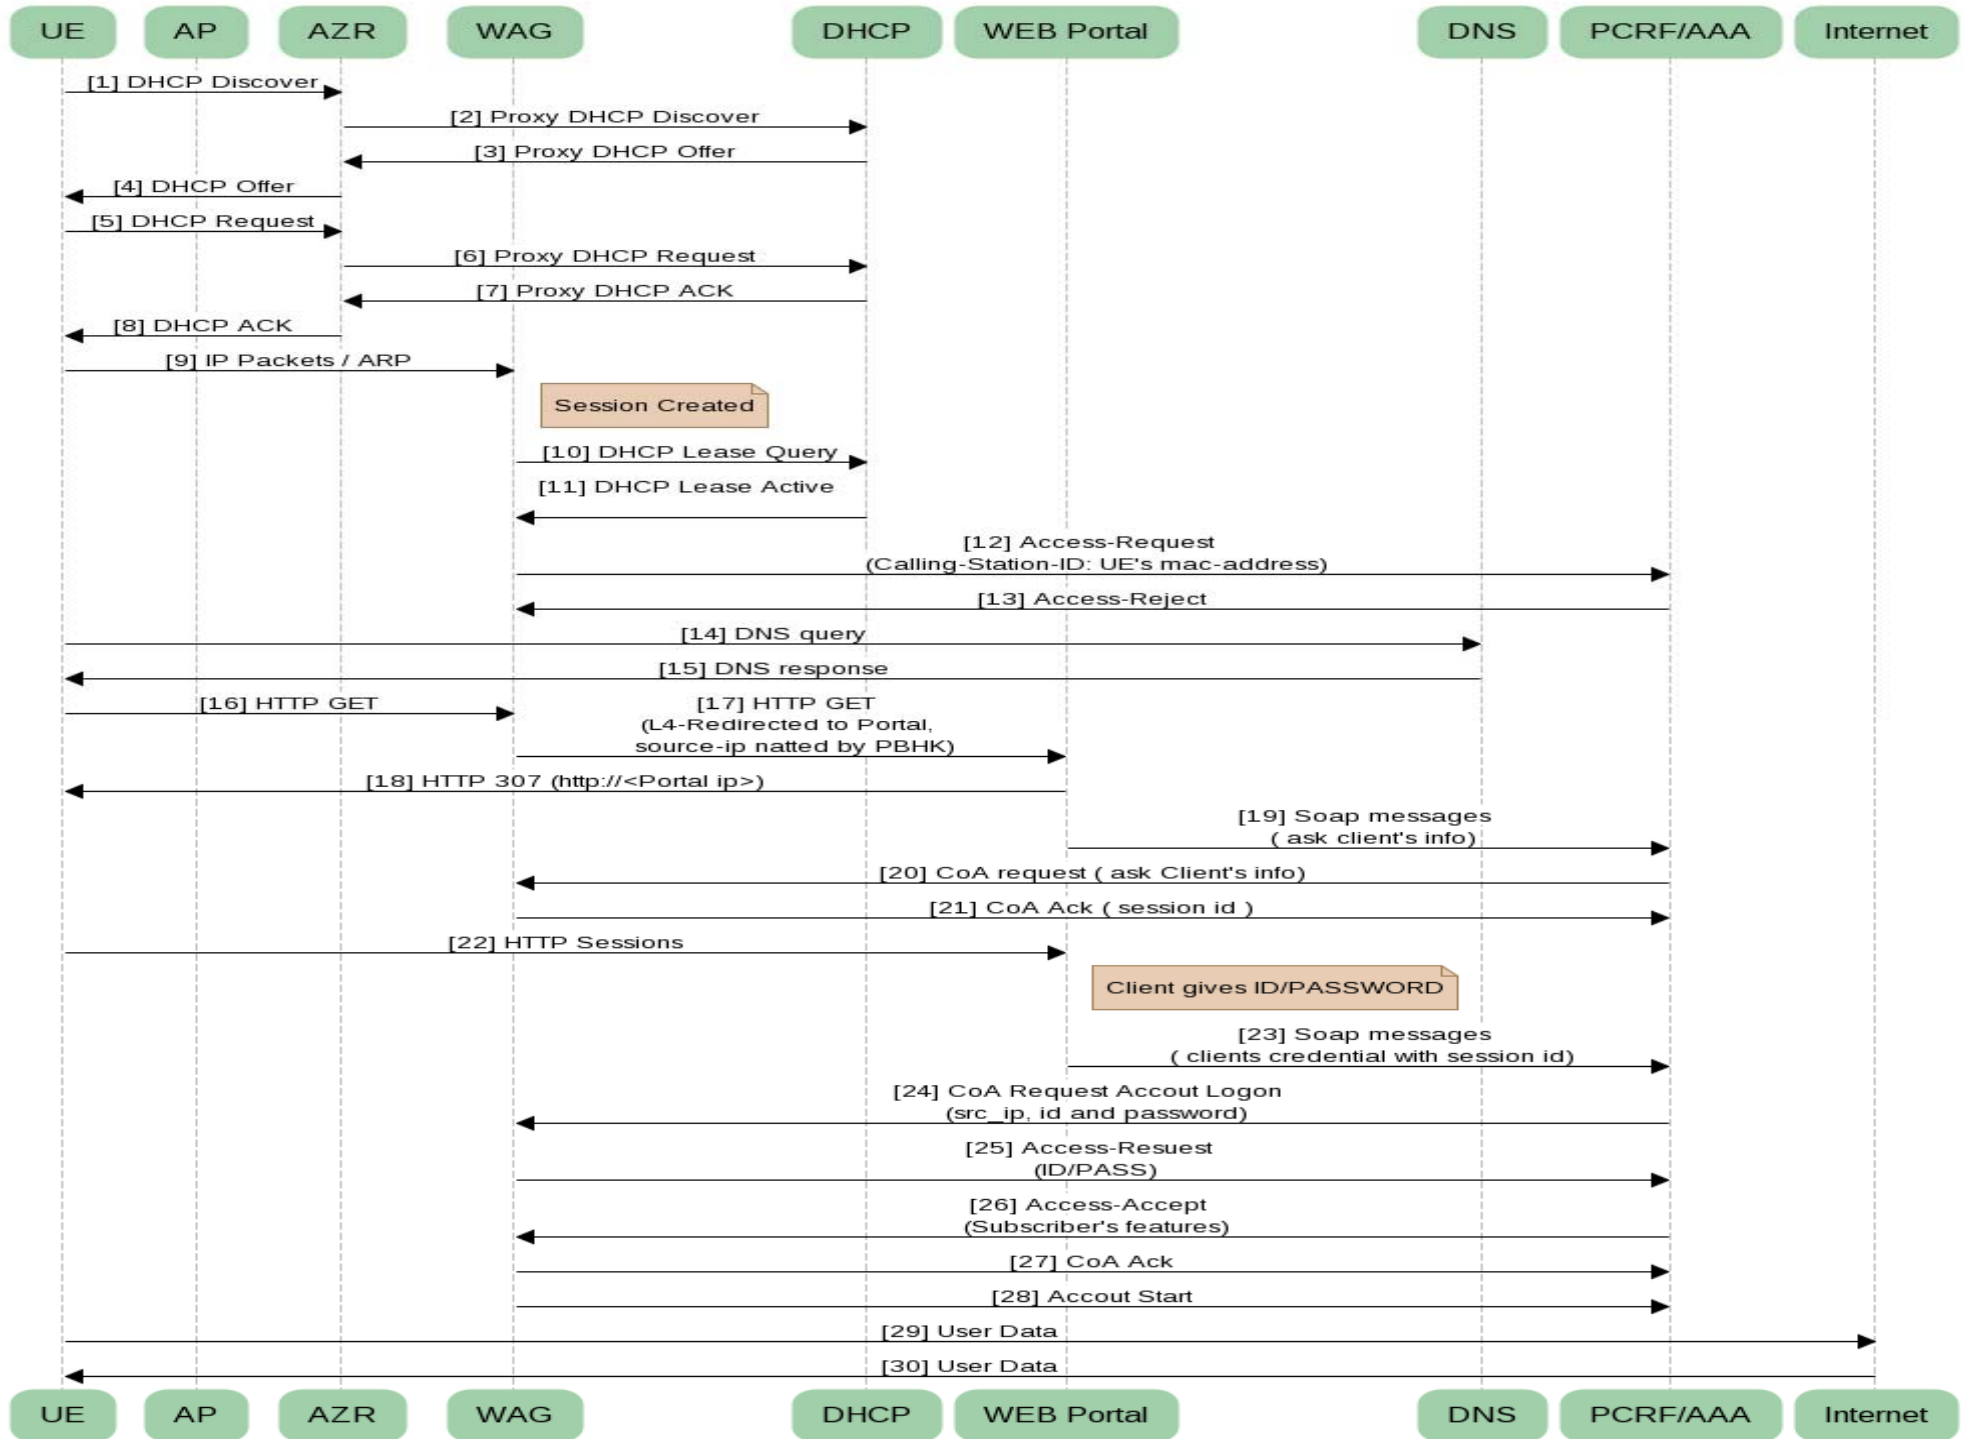 UE AP AZR WAG DHCP WEB Portal DNS PCRF/AAA Internet
[1] DHCP Discover
[2] Proxy DHCP Discover
[3] Proxy DHCP Offer
[4] DHCP Offer
[5] DHCP Request
[6] Proxy DHCP Request
[7] Proxy DHCP ACK
[8] DHCP ACK
[9] IP Packets / ARP
Session Created
[10] DHCP Lease Query
[11] DHCP Lease Active
[12] Access-Request
(Calling-Station-ID: UE's mac-address)
[13] Access-Reject
[14] DNS query
[15] DNS response
[16] HTTP GET
[17] HTTP GET
(L4-Redirected to Portal,
source-ip natted by PBHK)
[18] HTTP 307 (http://<Portal ip>)
[19] Soap messages
( ask client's info)
[20] CoA request ( ask Client's info)
[21] CoA Ack ( session id )
[22] HTTP Sessions
Client gives ID/PASSWORD
[23] Soap messages
( clients credential with session id)
[24] CoA Request Accout Logon
(src_ip, id and password)
[25] Access-Resuest
(ID/PASS)
[26] Access-Accept
(Subscriber's features)
[27] CoA Ack
[28] Accout Start
[29] User Data
[30] User Data
UE AP AZR WAG DHCP WEB Portal DNS PCRF/AAA Internet